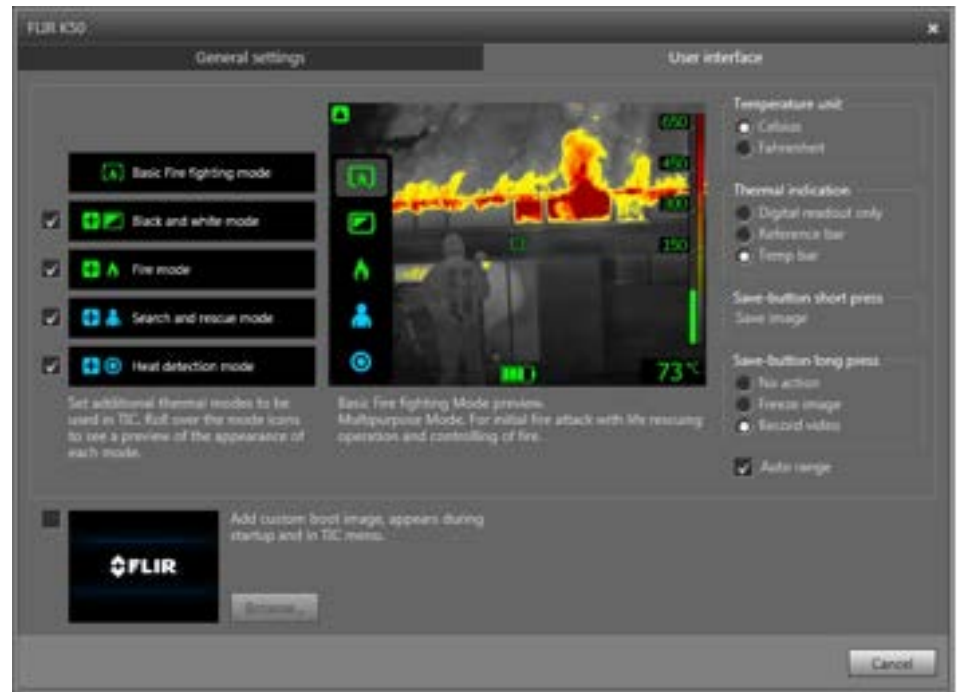 FLIR K50
General settings
User interface
Basic Fire fighting mode
Black and white mode
Fire mode
Search and rescue mode
Heat detection mode
Set additional thermal modes to be
used in TIC. Roll over the mode icons
to see a preview of the appearance of
each mode.
650
450
300
150
73 °C
Basic Fire fighting Mode preview.
Multipurpose Mode. For initial fire attack with life rescuing
operation and controlling of fire.
Temperature unit
Celsius
Fahrenheit
Thermal indication
Digital readout only
Reference bar
Temp bar
Save-button short press
Save image
Save-button long press
No action
Freeze image
Record video
Auto range
FLIR
Add custom boot image, appears during
startup and in TIC menu.
Browse...
Cancel